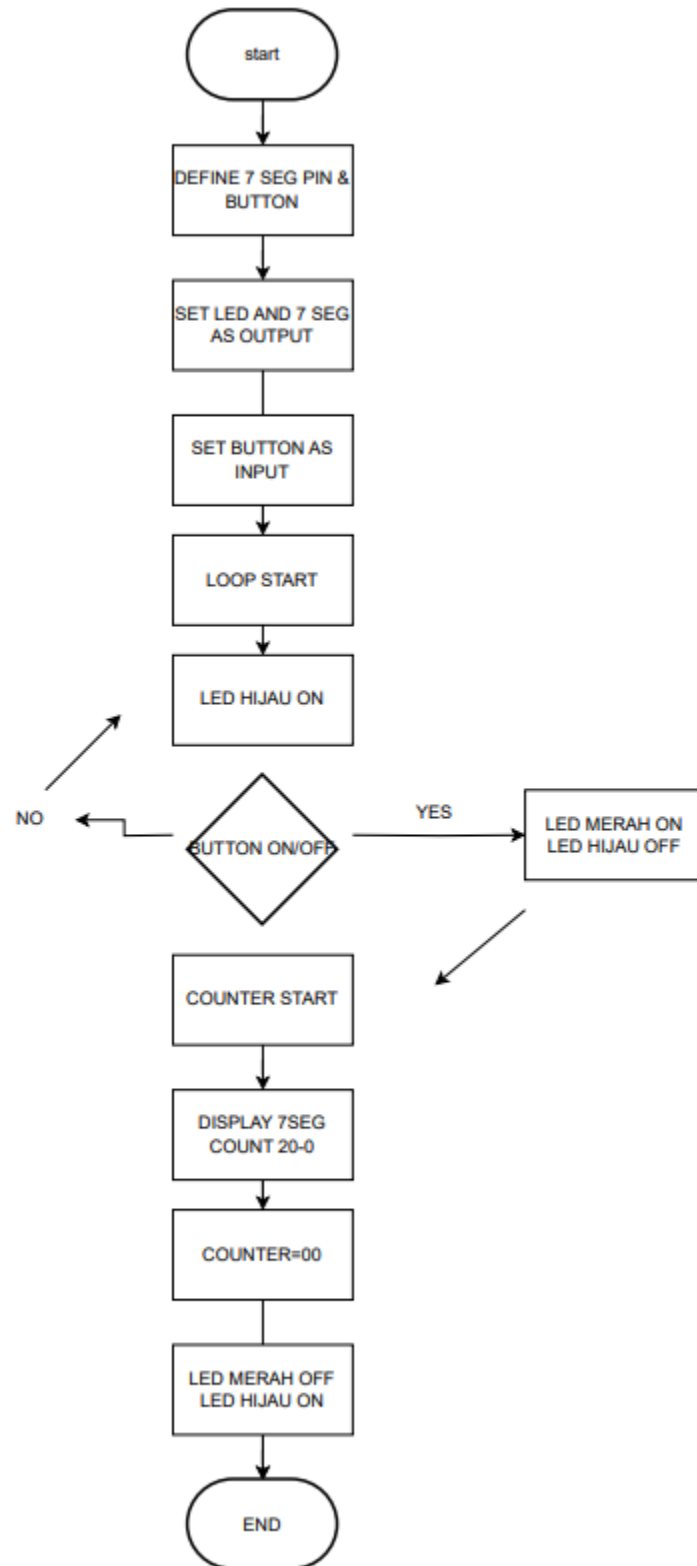 start
DEFINE 7 SEG PIN &
BUTTON
SET LED AND 7 SEG
AS OUTPUT
SET BUTTON AS
INPUT
LOOP START
LED HIJAU ON
NO
BUTTON ON/OFF
YES
LED MERAH ON
LED HIJAU OFF
COUNTER START
DISPLAY 7SEG
COUNT 20-0
COUNTER=00
LED MERAH OFF
LED HIJAU ON
END